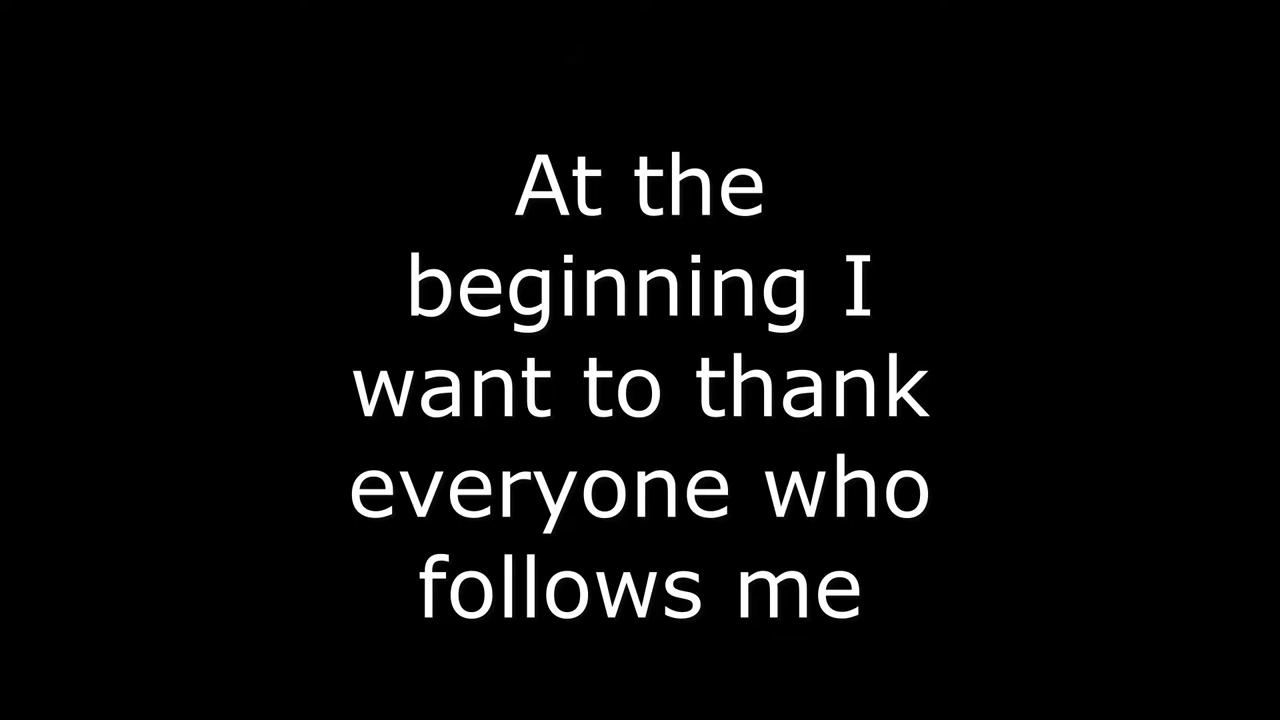 At the
beginning I
want to thank
everyone who
follows me